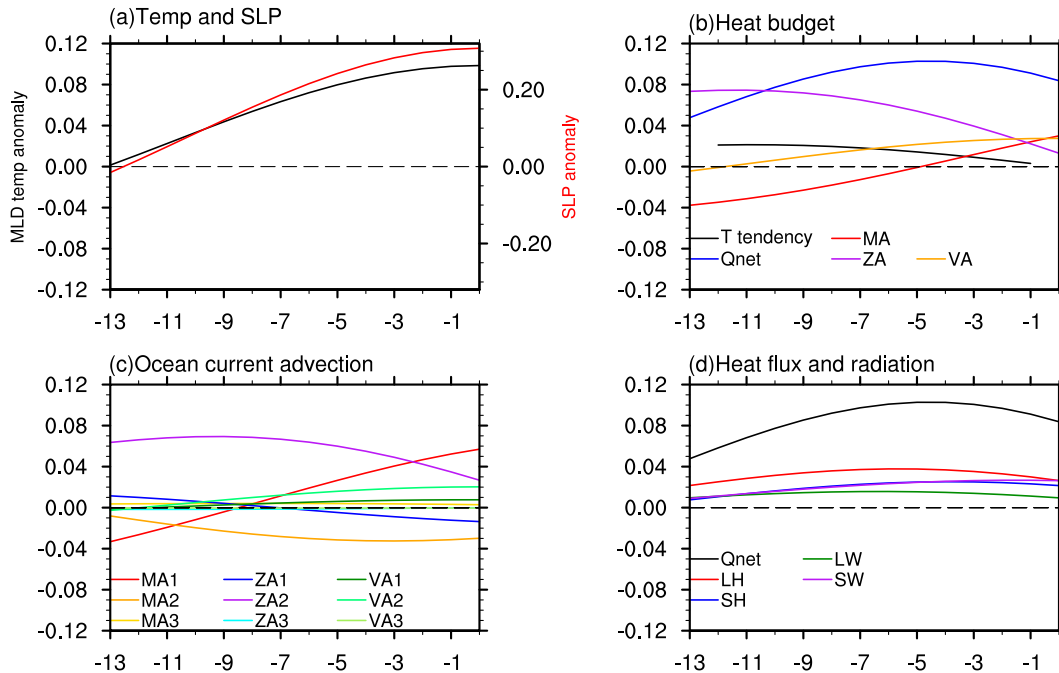 (a)Temp and SLP
MLD temp anomaly
0.12
0.08
0.04
0.00
-0.04
-0.08
-0.12
0.20
0.00
-0.20
SLP anomaly
-13 -11 -9 -7 -5 -3 -1
(b)Heat budget
0.12
0.08
0.04
0.00
-0.04
-0.08
-0.12
T tendency MA
Qnet ZA VA
-13 -11 -9 -7 -5 -3 -1
(c)Ocean current advection
0.12
0.08
0.04
0.00
-0.04
-0.08
-0.12
MA1 ZA1 VA1
MA2 ZA2 VA2
MA3 ZA3 VA3
-13 -11 -9 -7 -5 -3 -1
(d)Heat flux and radiation
0.12
0.08
0.04
0.00
-0.04
-0.08
-0.12
Qnet LW
LH SW
SH
-13 -11 -9 -7 -5 -3 -1